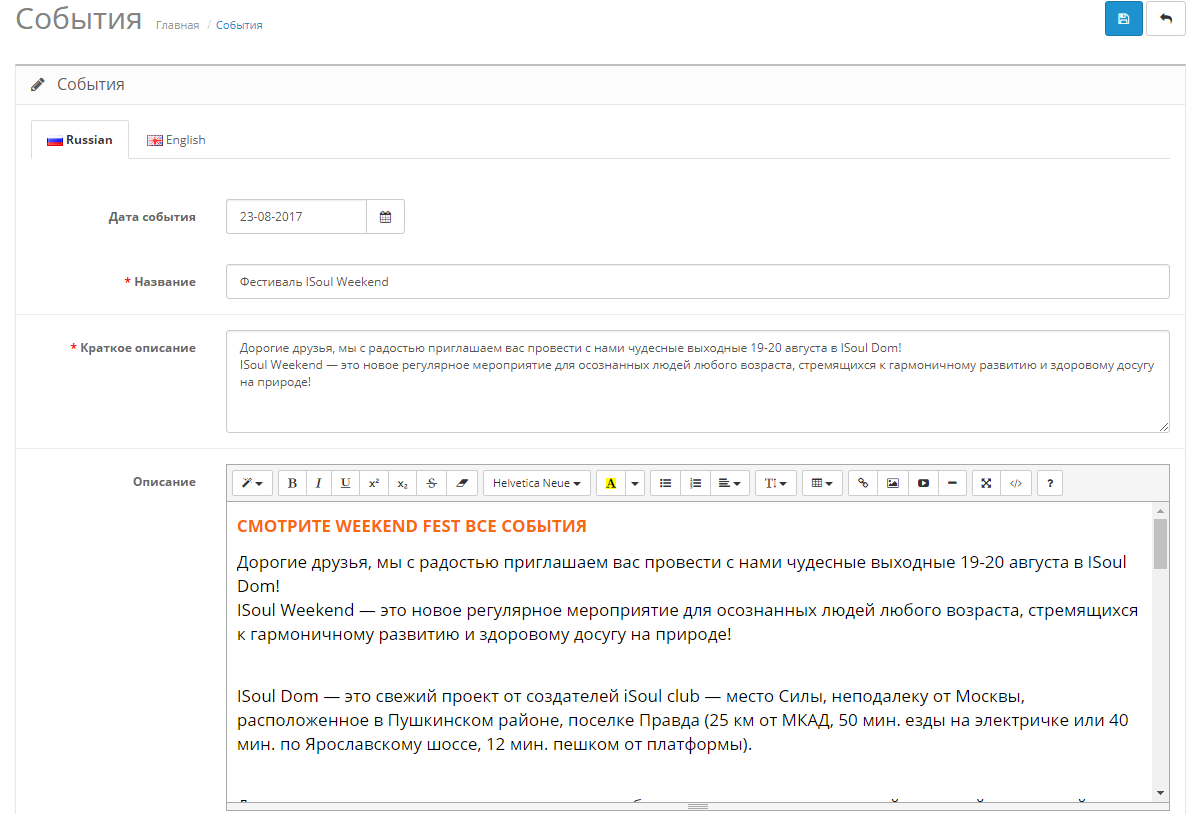 События Главная / События
События
Russian English
Дата события 23-08-2017
* Название Фестиваль ISoul Weekend
* Краткое описание Дорогие друзья, мы с радостью приглашаем вас провести с нами чудесные выходные 19-20 августа в ISoul Dom!
ISoul Weekend — это новое регулярное мероприятие для осознанных людей любого возраста, стремящихся к гармоничному развитию и здоровому досугу
на природе!
Описание
B I U x² x₂ S Helvetica Neue A T I </> ?
СМОТРИТЕ WEEKEND FEST ВСЕ СОБЫТИЯ
Дорогие друзья, мы с радостью приглашаем вас провести с нами чудесные выходные 19-20 августа в ISoul
Dom!
ISoul Weekend — это новое регулярное мероприятие для осознанных людей любого возраста, стремящихся
к гармоничному развитию и здоровому досугу на природе!
ISoul Dom — это свежий проект от создателей iSoul club — место Силы, неподалеку от Москвы,
расположенное в Пушкинском районе, поселке Правда (25 км от МКАД, 50 мин. езды на электричке или 40
мин. по Ярославскому шоссе, 12 мин. пешком от платформы).